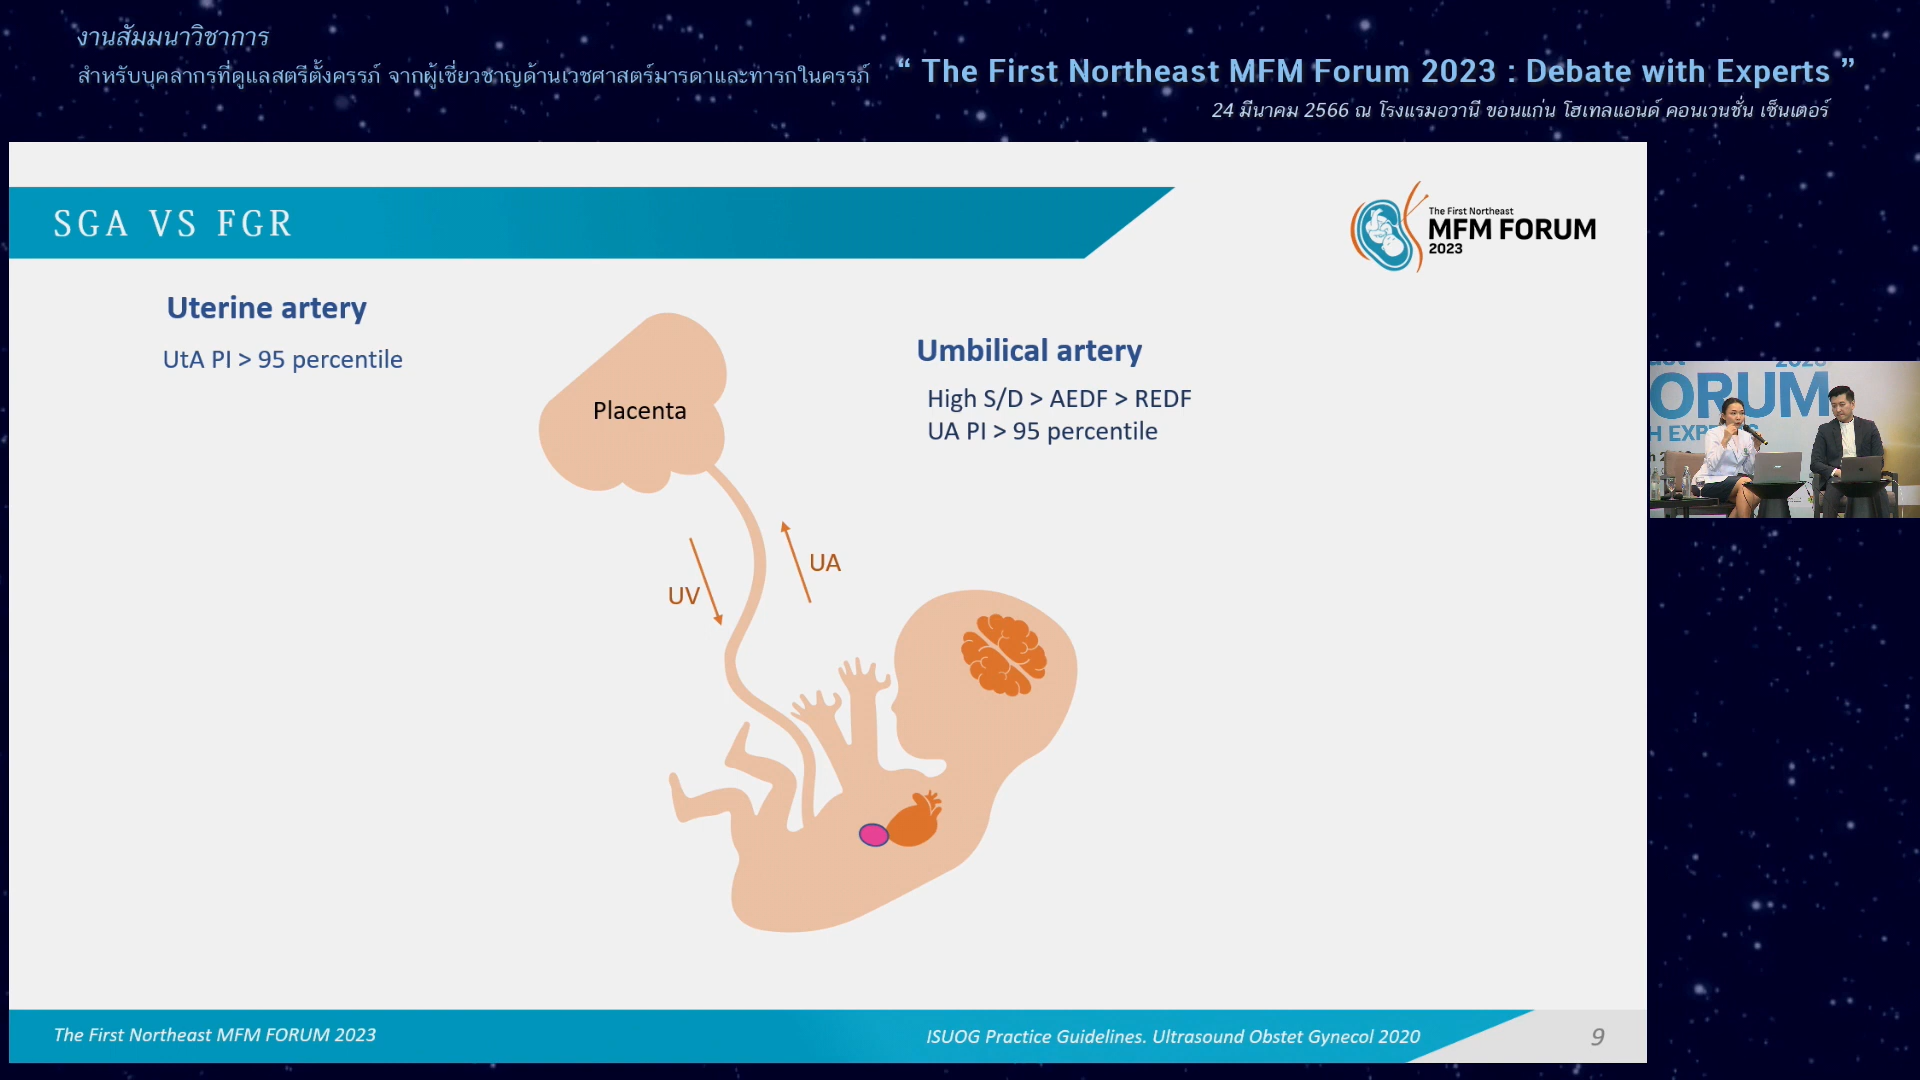 งานสัมมนาวิชาการ
สำหรับบุคลากรที่ดูแลสตรีตั้งครรภ์ จากผู้เชี่ยวชาญด้านเวชศาสตร์มารดาและทารกในครรภ์
“ The First Northeast MFM Forum 2023 : Debate with Experts ”
24 มีนาคม 2566 ณ โรงแรมอวานี ขอนแก่น โฮเทลแอนด์ คอนเวนชั่น เซ็นเตอร์
SGA VS FGR
The First Northeast
MFM FORUM
2023
Uterine artery
UtA PI > 95 percentile
Placenta
Umbilical artery
High S/D > AEDF > REDF
UA PI > 95 percentile
UA
UV
ORUM
The First Northeast MFM FORUM 2023
ISUOG Practice Guidelines. Ultrasound Obstet Gynecol 2020
9